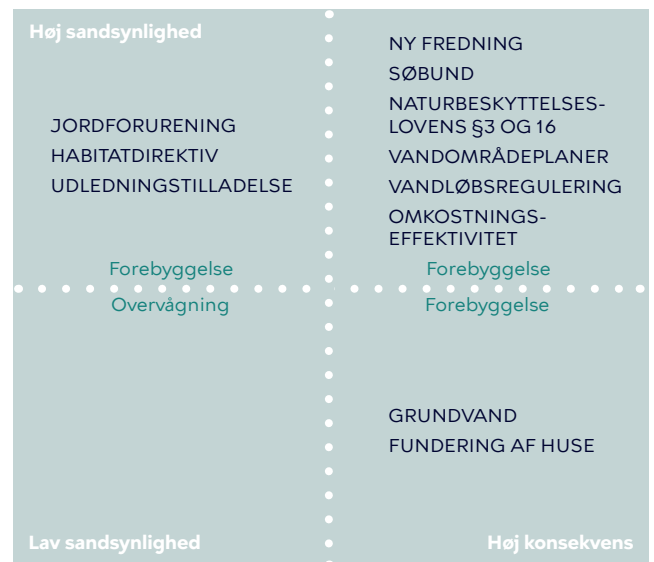 Høj sandsynlighed
JORDFORURENING
HABITATDIREKTIV
UDLEDNINGSTILLADELSE
Forebyggelse
NY FREDNING
SØBUND
NATURBESKYTTELSES-
LOVENS §3 OG 16
VANDOMRÅDEPLANER
VANDLØBSREGULERING
OMKOSTNINGS-
EFFEKTIVITET
Forebyggelse
Overvågning
Lav sandsynlighed
Forebyggelse
GRUNDVAND
FUNDERING AF HUSE
Høj konsekvens